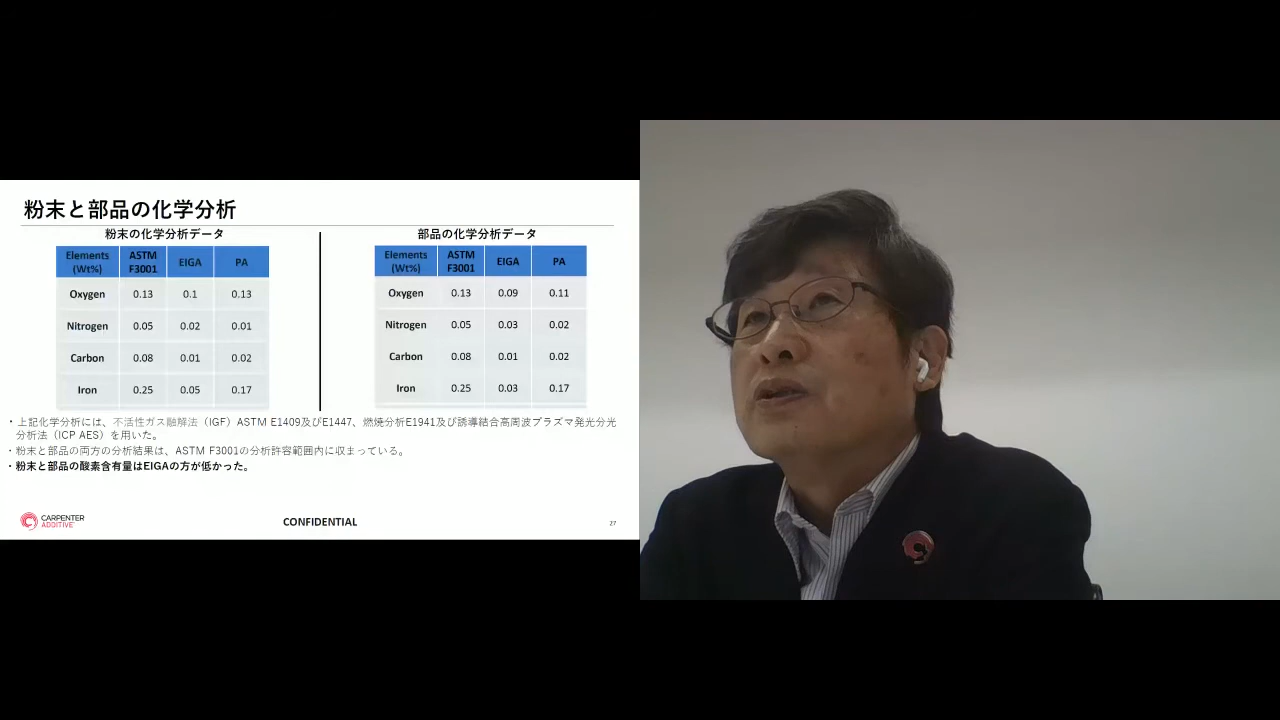 粉末と部品の化学分析
粉末の化学分析データ
Elements (Wt%) ASTM F3001 EIGA PA
Oxygen 0.13 0.1 0.13
Nitrogen 0.05 0.02 0.01
Carbon 0.08 0.01 0.02
Iron 0.25 0.05 0.17
部品の化学分析データ
Elements (Wt%) ASTM F3001 EIGA PA
Oxygen 0.13 0.09 0.11
Nitrogen 0.05 0.03 0.02
Carbon 0.08 0.01 0.02
Iron 0.25 0.03 0.17
・上記化学分析には、不活性ガス融解法（IGF）ASTM E1409及びE1447、燃焼分析E1941及び誘導結合高周波プラズマ発光分光
分析法（ICP AES）を用いた。
・粉末と部品の両方の分析結果は、ASTM F3001の分析許容範囲内に収まっている。
・粉末と部品の酸素含有量はEIGAの方が低かった。
CARPENTER
ADDITIVE
CONFIDENTIAL
27